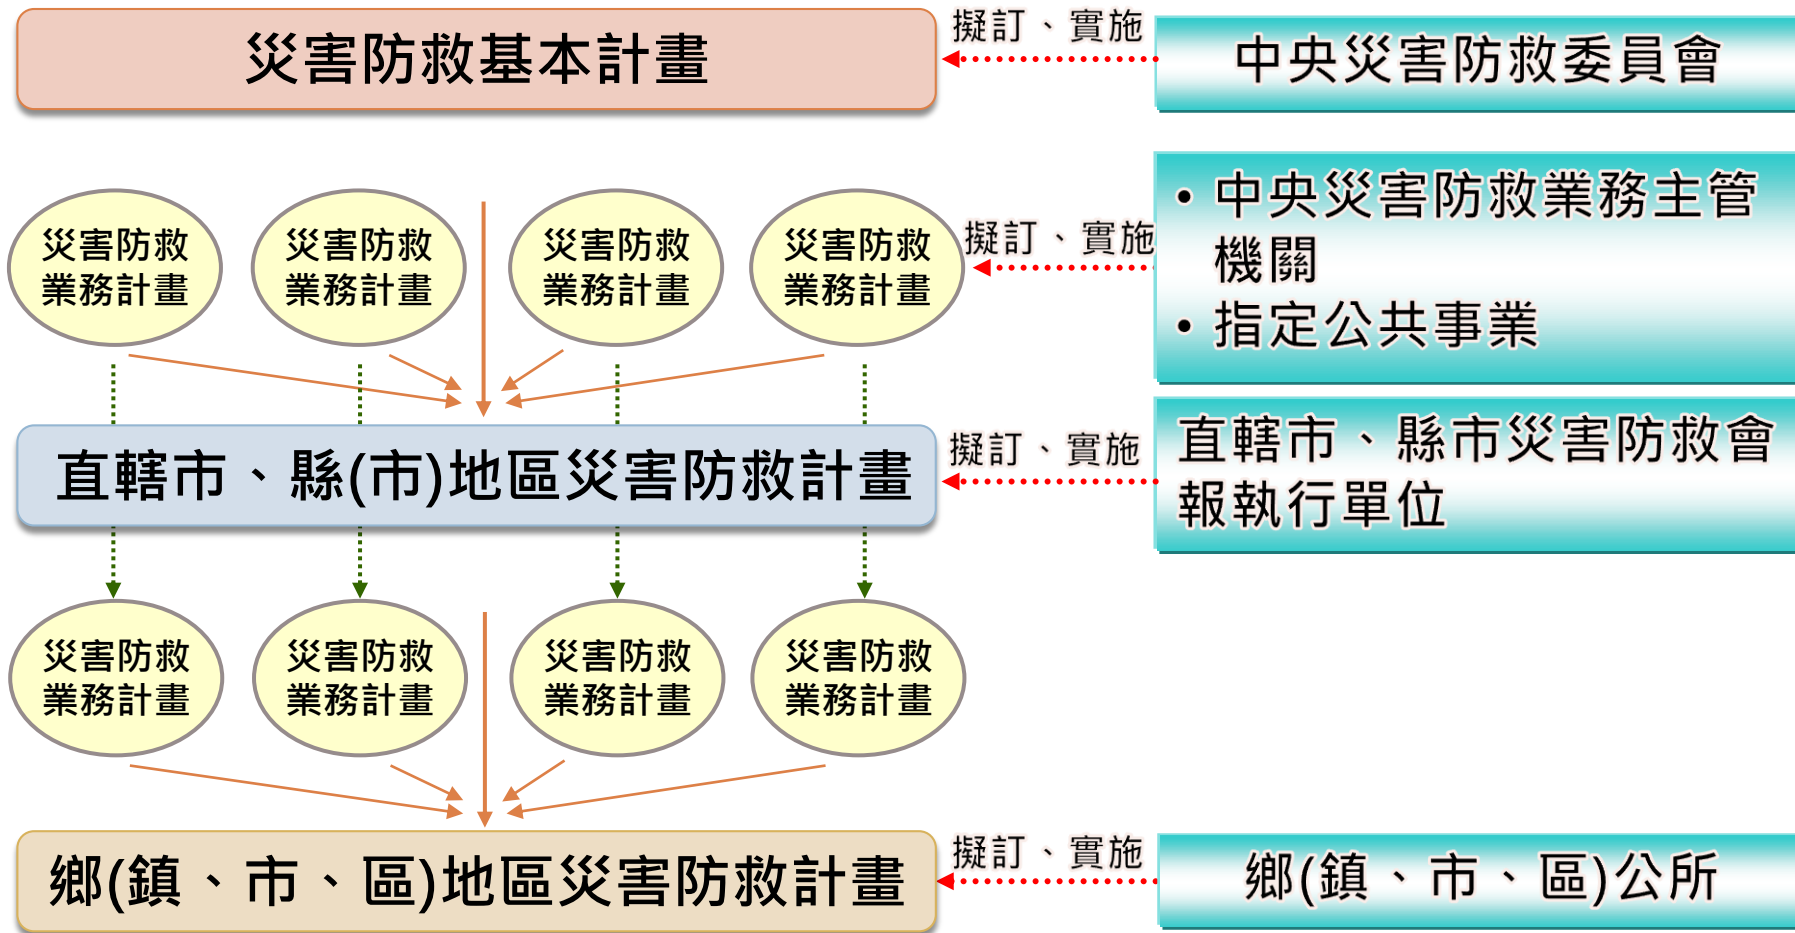 災害防救基本計畫
擬訂、實施
中央災害防救委員會
災害防救
業務計畫
災害防救
業務計畫
災害防救
業務計畫
災害防救
業務計畫
擬訂、實施
• 中央災害防救業務主管
機關
• 指定公共事業
直轄市、縣(市)地區災害防救計畫
擬訂、實施
直轄市、縣市災害防救會
報執行單位
災害防救
業務計畫
災害防救
業務計畫
災害防救
業務計畫
災害防救
業務計畫
鄉(鎮、市、區)地區災害防救計畫
擬訂、實施
鄉(鎮、市、區)公所